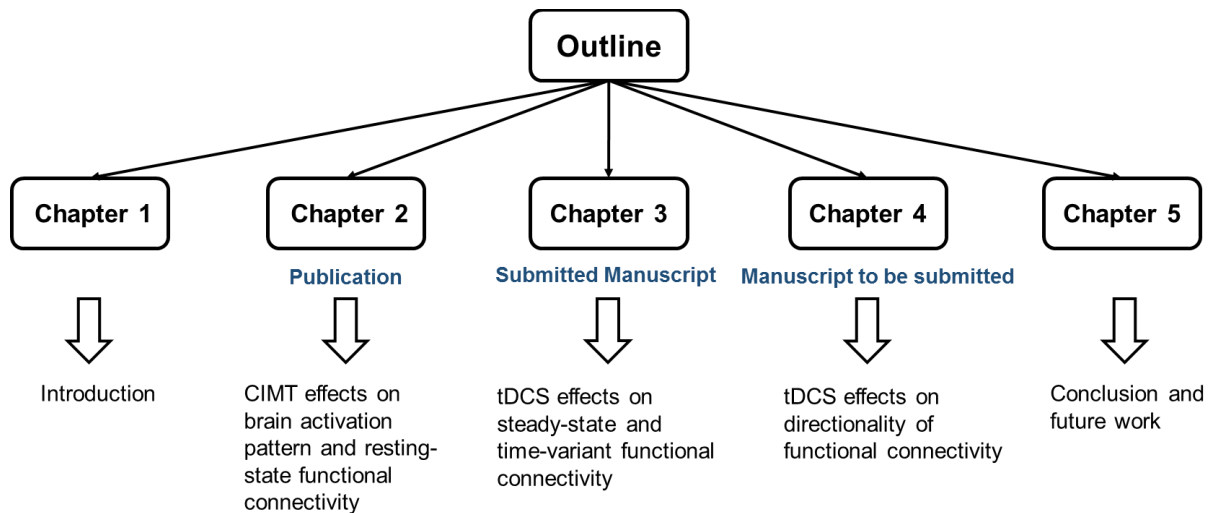 Outline
Chapter 1
Chapter 2
Chapter 3
Chapter 4
Chapter 5
Publication
Submitted Manuscript
Manuscript to be submitted
Introduction
CIMT effects on
brain activation
pattern and resting-
state functional
connectivity
tDCS effects on
steady-state and
time-variant functional
connectivity
tDCS effects on
directionality of
functional connectivity
Conclusion and
future work